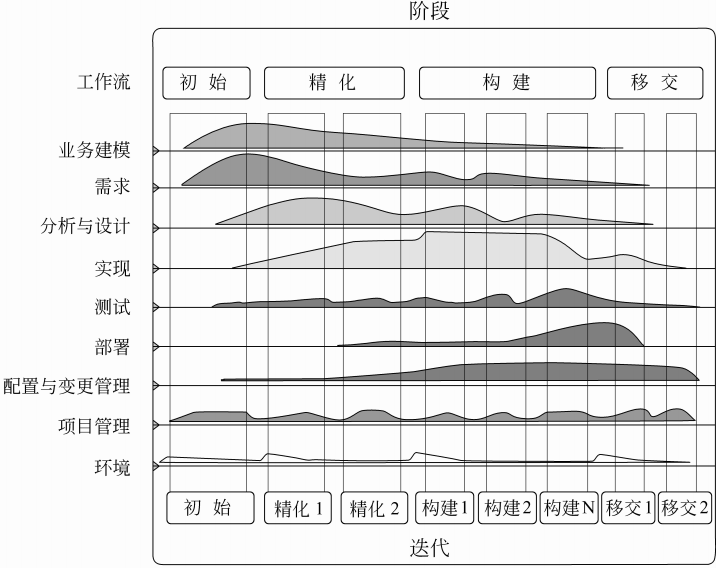 阶段
工作流 初始 精化 构建 移交
业务建模
需求
分析与设计
实现
测试
部署
配置与变更管理
项目管理
环境
初始 精化1 精化2 构建1 构建2 构建N 移交1 移交2
迭代